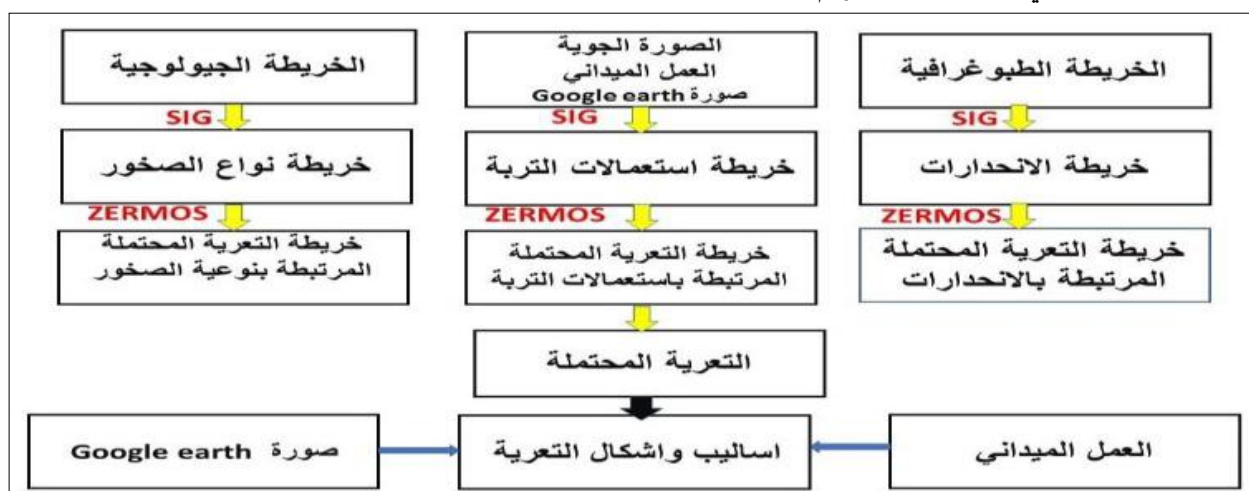 الخريطة الطبوغرافية
الصورة الجوية
العمل الميداني
صورة Google earth
الخريطة الجيولوجية
SIG
SIG
SIG
خريطة الانحدارات
خريطة استعمالات التربة
خريطة نواع الصخور
ZERMOS
ZERMOS
ZERMOS
خريطة التعرية المحتملة
المرتبطة بالانحدارات
خريطة التعرية المحتملة
المرتبطة باستعمالات التربة
خريطة التعرية المحتملة
المرتبطة بنوعية الصخور
التعرية المحتملة
العمل الميداني
اساليب واشكال التعرية
صورة Google earth